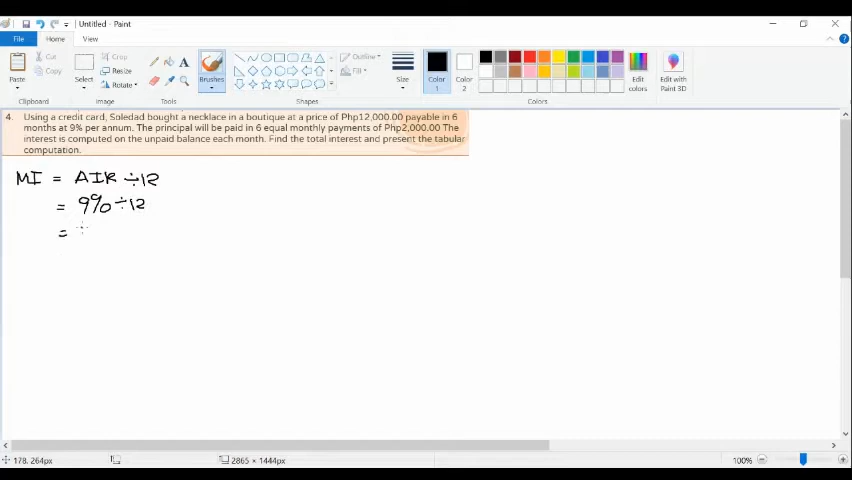 Untitled - Paint
File Home View
Paste
Cut
Copy
Clipboard
Select
Crop
Resize
Rotate
Image
A
Tools
Brushes
Outline
Fill
Shapes
Size
Color 1
Color 2
Edit colors
Edit with Paint 3D
Colors
4. Using a credit card, Soledad bought a necklace in a boutique at a price of Php12,000.00 payable in 6
months at 9% per annum. The principal will be paid in 6 equal monthly payments of Php2,000.00 The
interest is computed on the unpaid balance each month. Find the total interest and present the tabular
computation.
MI = AIR ÷12
= 9% ÷12
=
178, 264px
2865 × 1444px
100%